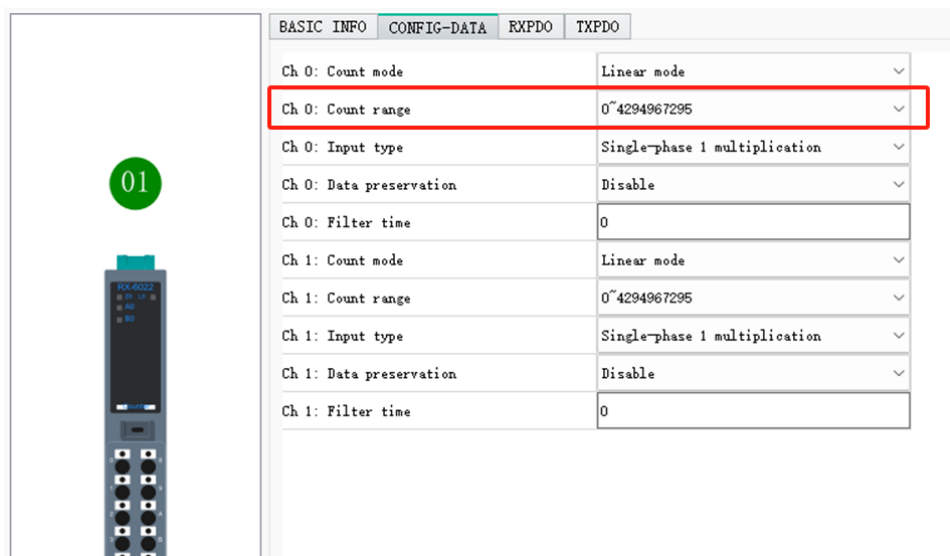 BASIC INFO CONFIG-DATA RXPDO TXPDO
Ch 0: Count mode Linear mode
Ch 0: Count range 0~4294967295
Ch 0: Input type Single-phase 1 multiplication
Ch 0: Data preservation Disable
Ch 0: Filter time 0
Ch 1: Count mode Linear mode
Ch 1: Count range 0~4294967295
Ch 1: Input type Single-phase 1 multiplication
Ch 1: Data preservation Disable
Ch 1: Filter time 0
01
RX-6022
A0
B0